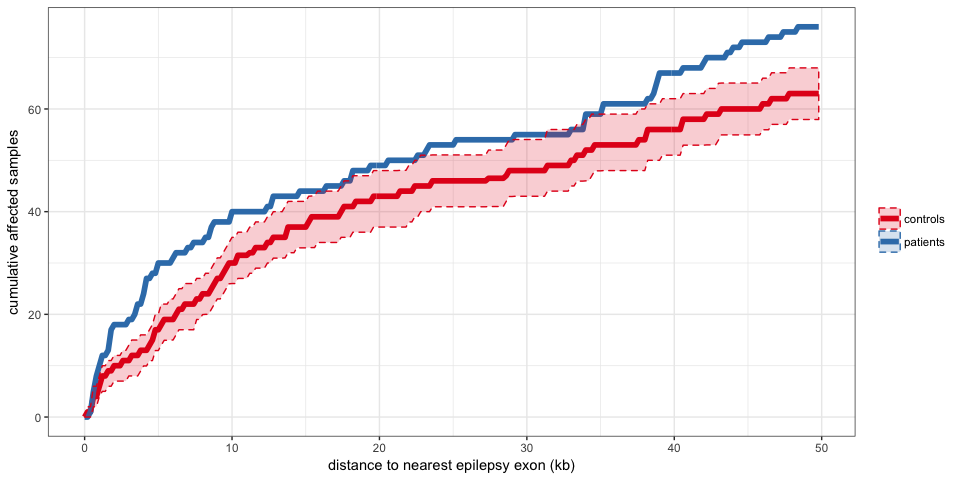 cumulative affected samples
60
40
20
0
0 10 20 30 40 50
distance to nearest epilepsy exon (kb)
controls
patients